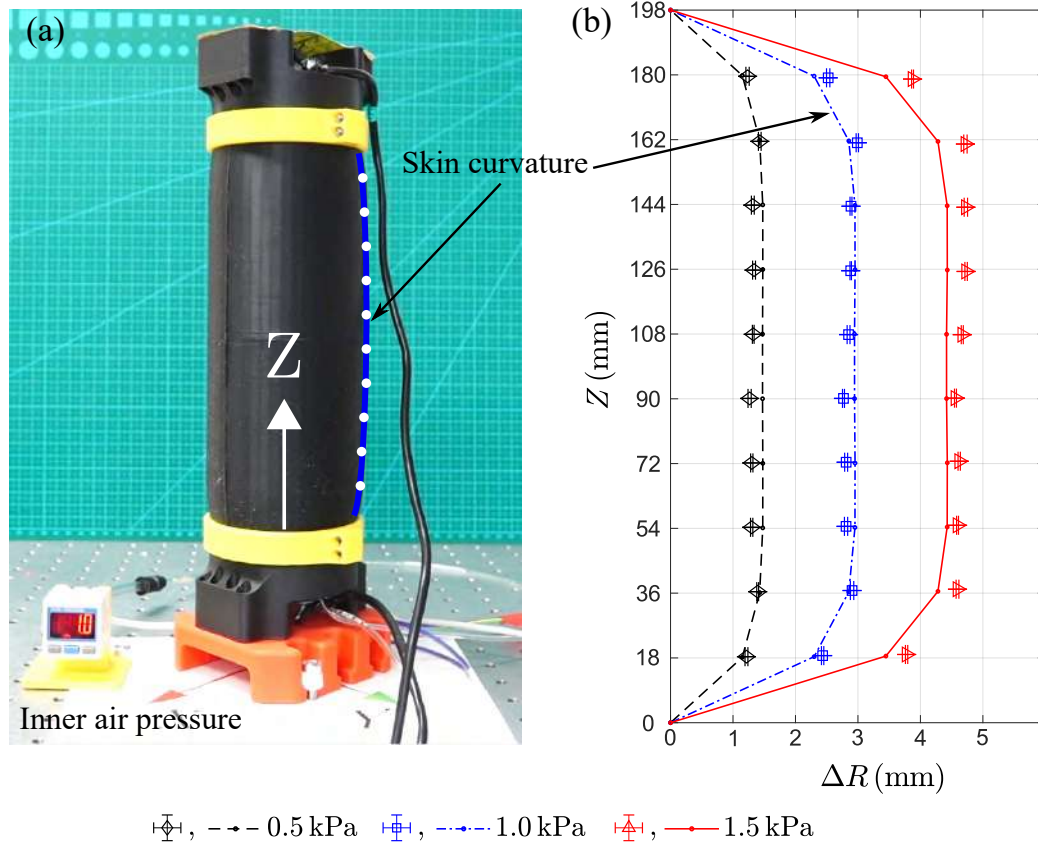 (a)
Skin curvature
Z
10
Inner air pressure
(b)
198
180
162
144
126
108
90
72
54
36
18
0
Z (mm)
0 1 2 3 4 5
ΔR (mm)
, 0.5 kPa , 1.0 kPa , 1.5 kPa